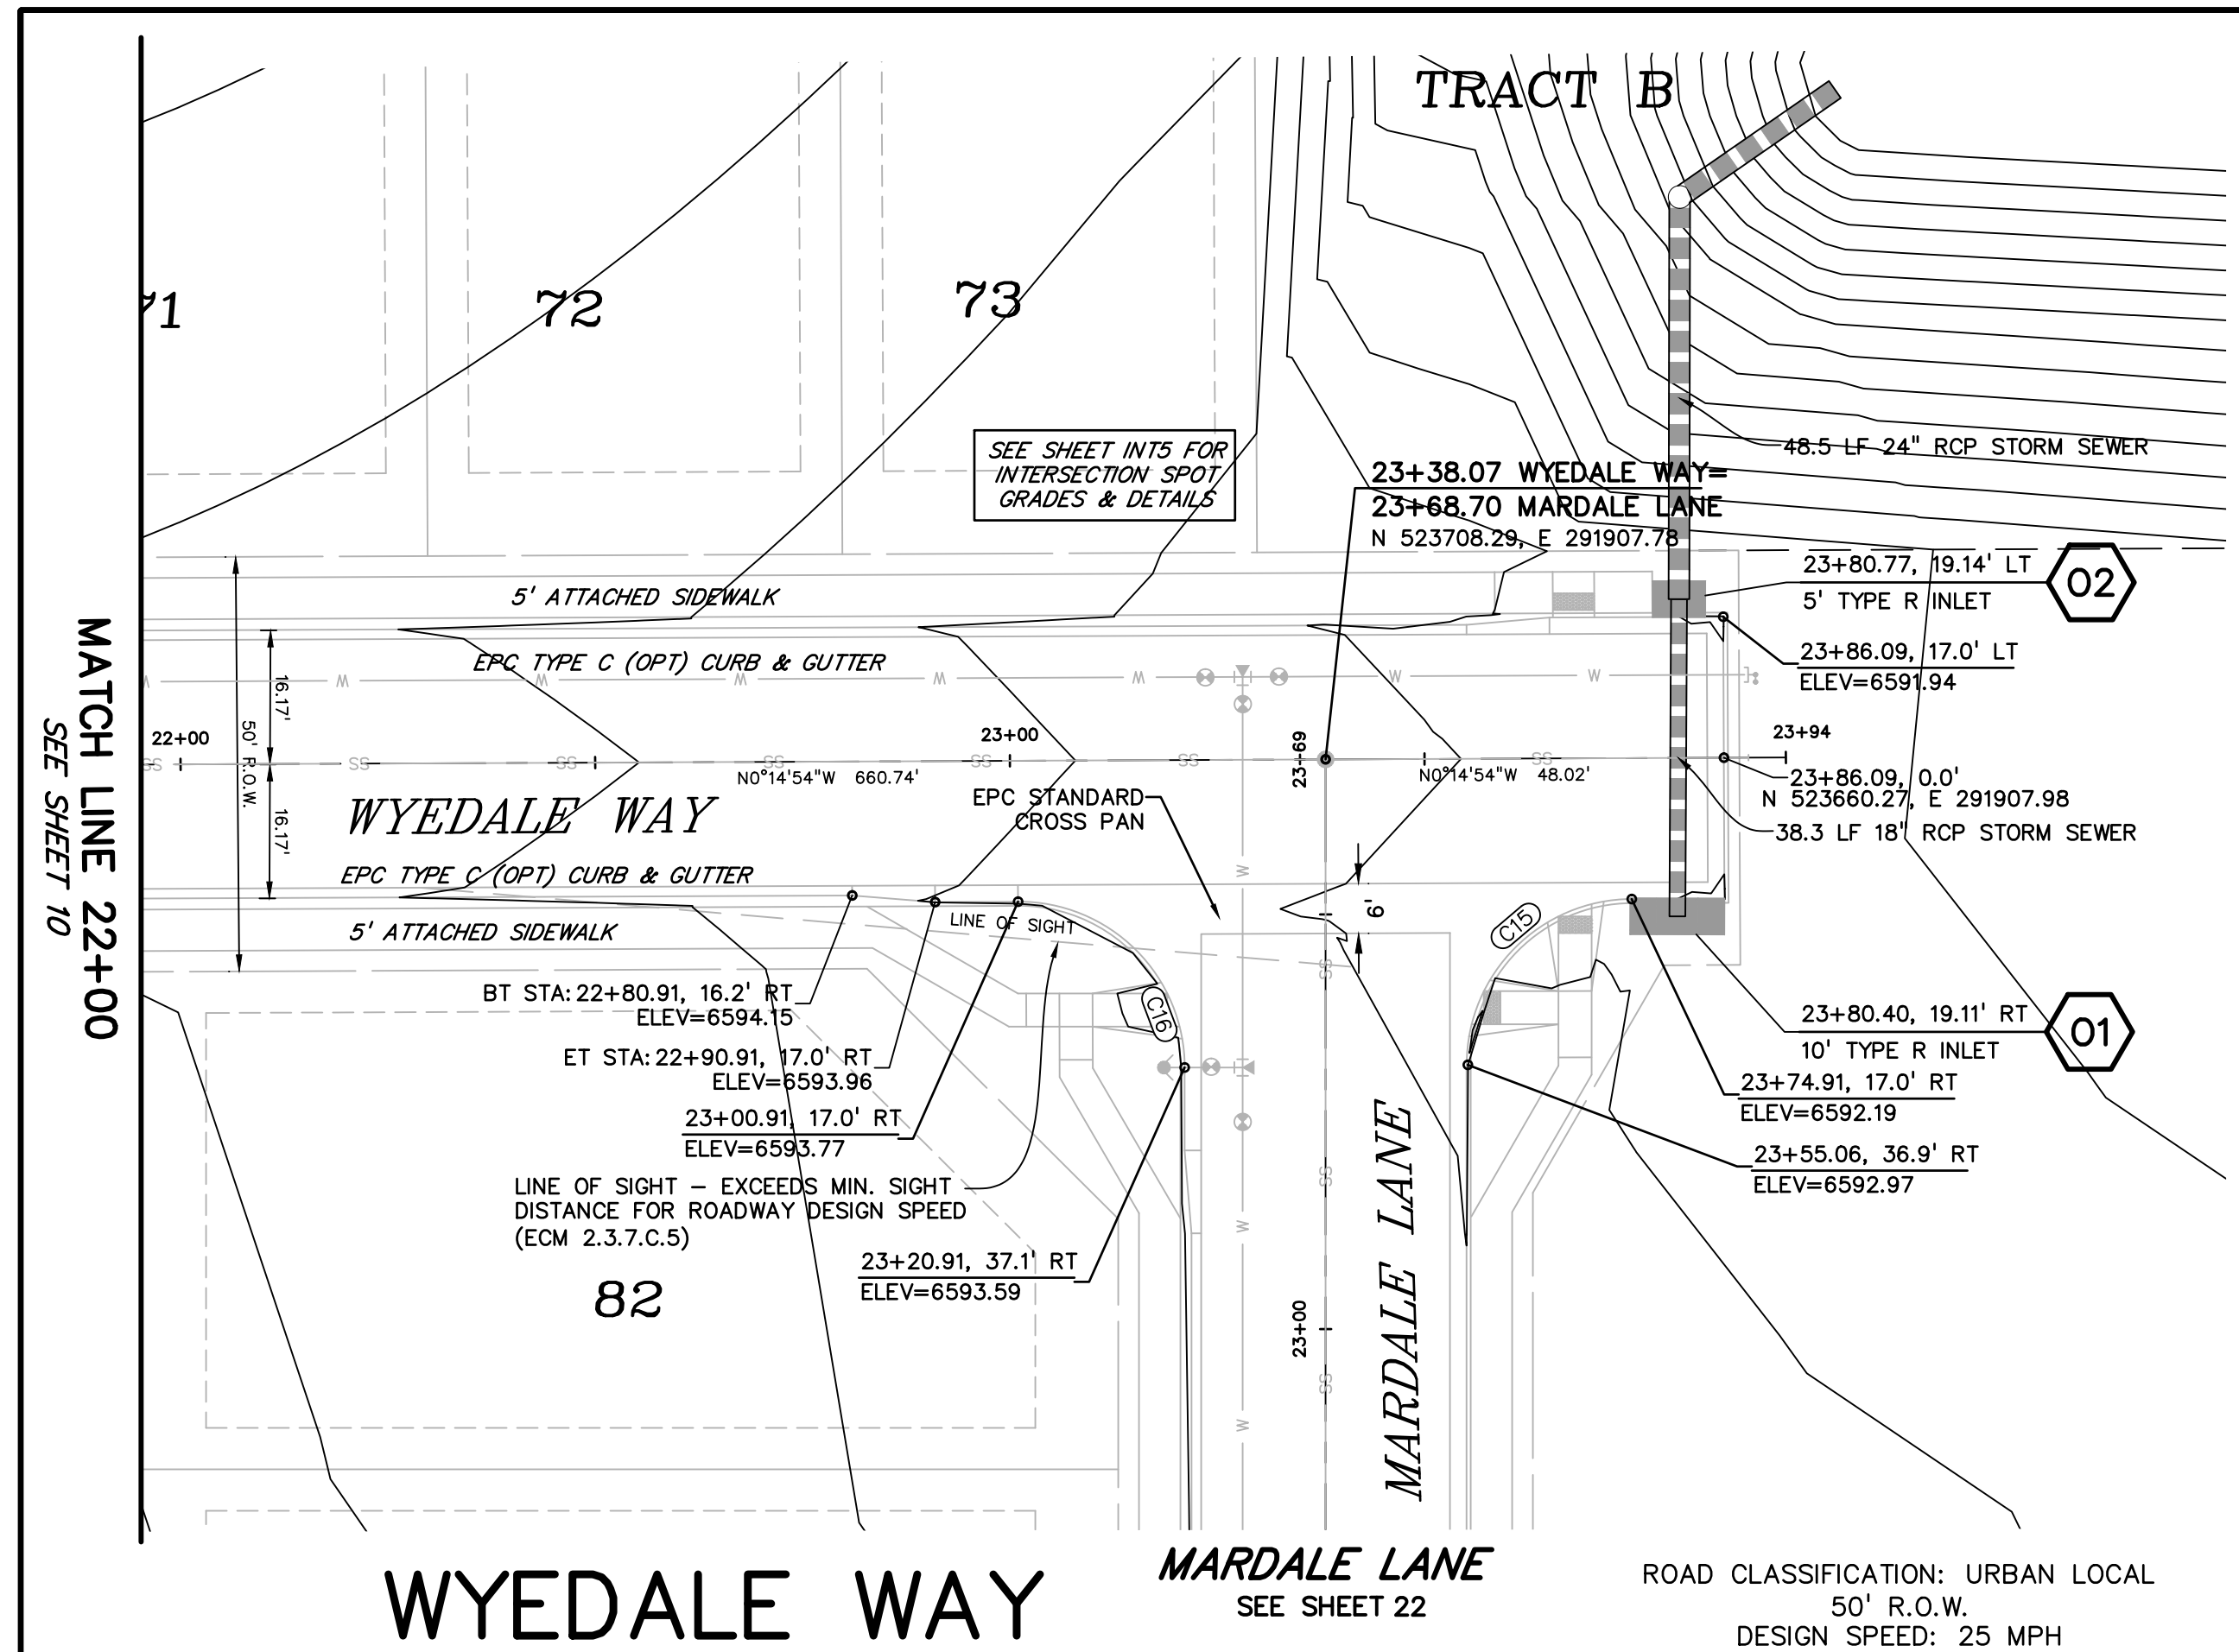 TRACT B
71
72
73
SEE SHEET INT5 FOR
INTERSECTION SPOT
GRADES & DETAILS
48.5 LF 24" RCP STORM SEWER
23+38.07 WYEDALE WAY=
23+68.70 MARDALE LANE
N 523708.29, E 291907.78
23+80.77, 19.14' LT
5' TYPE R INLET
02
5' ATTACHED SIDEWALK
EPC TYPE C (OPT) CURB & GUTTER
23+86.09, 17.0' LT
ELEV=6591.94
W W W W W W W
16.17'
50' R.O.W.
16.17'
22+00
23+00
23+69
23+94
SS SS SS SS SS SS SS
N0°14'54"W 660.74'
N0°14'54"W 48.02'
23+86.09, 0.0'
N 523660.27, E 291907.98
38.3 LF 18" RCP STORM SEWER
WYEDALE WAY
EPC STANDARD
CROSS PAN
MATCH LINE 22+00
SEE SHEET 10
EPC TYPE C (OPT) CURB & GUTTER
6'
5' ATTACHED SIDEWALK
LINE OF SIGHT
C15
C16
BT STA: 22+80.91, 16.2' RT
ELEV=6594.15
ET STA: 22+90.91, 17.0' RT
ELEV=6593.96
23+00.91, 17.0' RT
ELEV=6593.77
23+80.40, 19.11' RT
10' TYPE R INLET
01
23+74.91, 17.0' RT
ELEV=6592.19
23+55.06, 36.9' RT
ELEV=6592.97
LINE OF SIGHT – EXCEEDS MIN. SIGHT
DISTANCE FOR ROADWAY DESIGN SPEED
(ECM 2.3.7.C.5)
23+20.91, 37.1' RT
ELEV=6593.59
82
W
W
W
W
SS
SS
SS
23+00
MARDALE LANE
WYEDALE WAY
MARDALE LANE
SEE SHEET 22
ROAD CLASSIFICATION: URBAN LOCAL
50' R.O.W.
DESIGN SPEED: 25 MPH